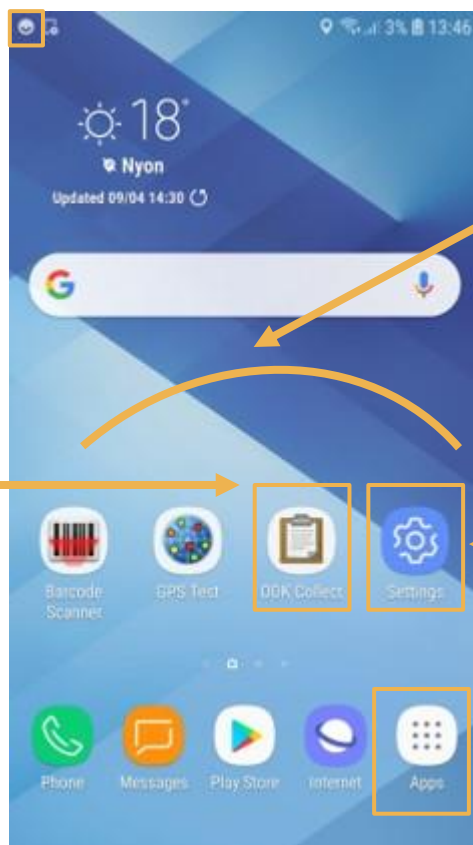 3% 13:46
18°
Nyon
Updated 09/04 14:30
Barcode Scanner
GPS Test
ODK Collect
Settings
Phone
Messages
Play Store
Internet
Apps